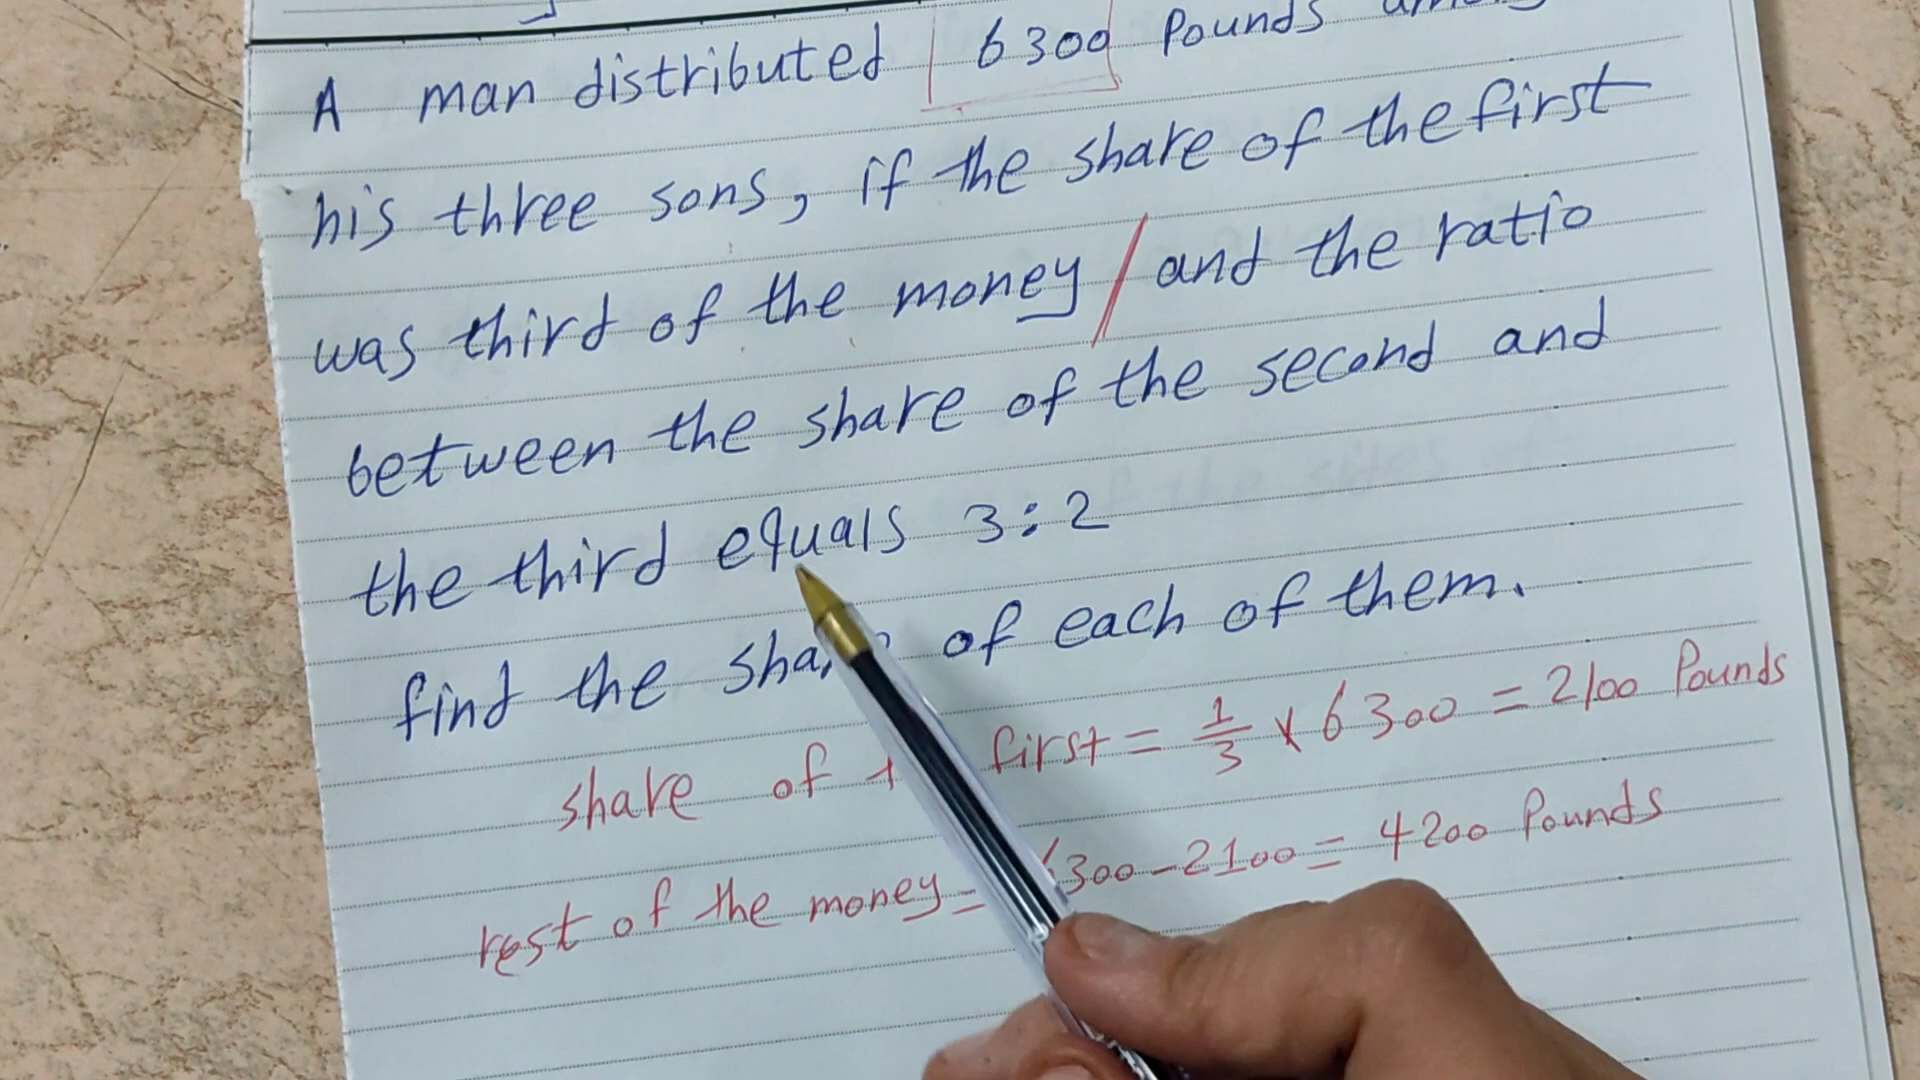 A man distributed 6300 Pounds among
his three sons, if the share of the first
was third of the money / and the ratio
between the share of the second and
the third equals 3:2
find the of each of them.
share of first = 1/3 × 6300 = 2100 Pounds
rest of the money = 6300-2100 = 4200 Pounds